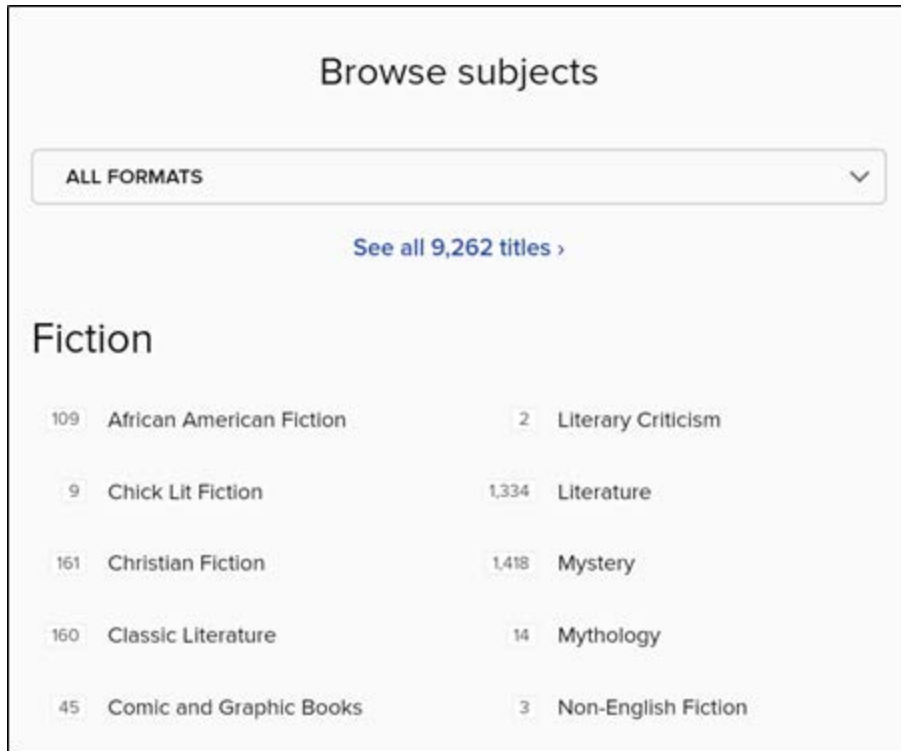 Browse subjects
ALL FORMATS
See all 9,262 titles ›
Fiction
109 African American Fiction
2 Literary Criticism
9 Chick Lit Fiction
1,334 Literature
161 Christian Fiction
1,418 Mystery
160 Classic Literature
14 Mythology
45 Comic and Graphic Books
3 Non-English Fiction